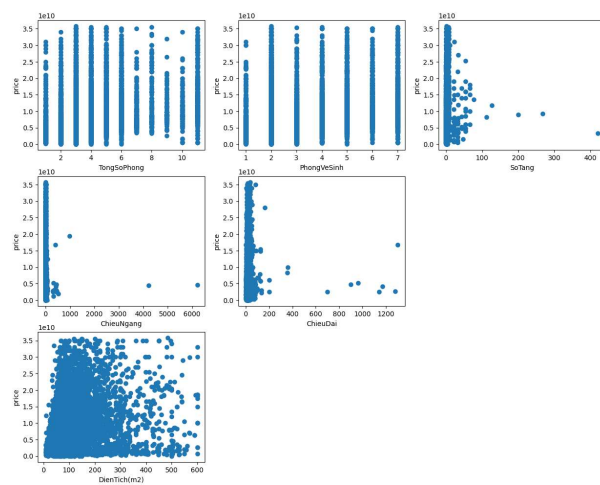 1e10 1e10 1e10
3.5 3.5 3.5
3.0 3.0 3.0
2.5 2.5 2.5
2.0 2.0 2.0
1.5 1.5 1.5
1.0 1.0 1.0
0.5 0.5 0.5
0.0 0.0 0.0
price price price
2 4 6 8 10 1 2 3 4 5 6 7 0 100 200 300 400
TongSoPhong PhongVeSinh SoTang
1e10 1e10
3.5 3.5
3.0 3.0
2.5 2.5
2.0 2.0
1.5 1.5
1.0 1.0
0.5 0.5
0.0 0.0
price price
0 1000 2000 3000 4000 5000 6000 0 200 400 600 800 1000 1200
ChieuNgang ChieuDai
1e10
3.5
3.0
2.5
2.0
1.5
1.0
0.5
0.0
price
0 100 200 300 400 500 600
DienTich(m2)